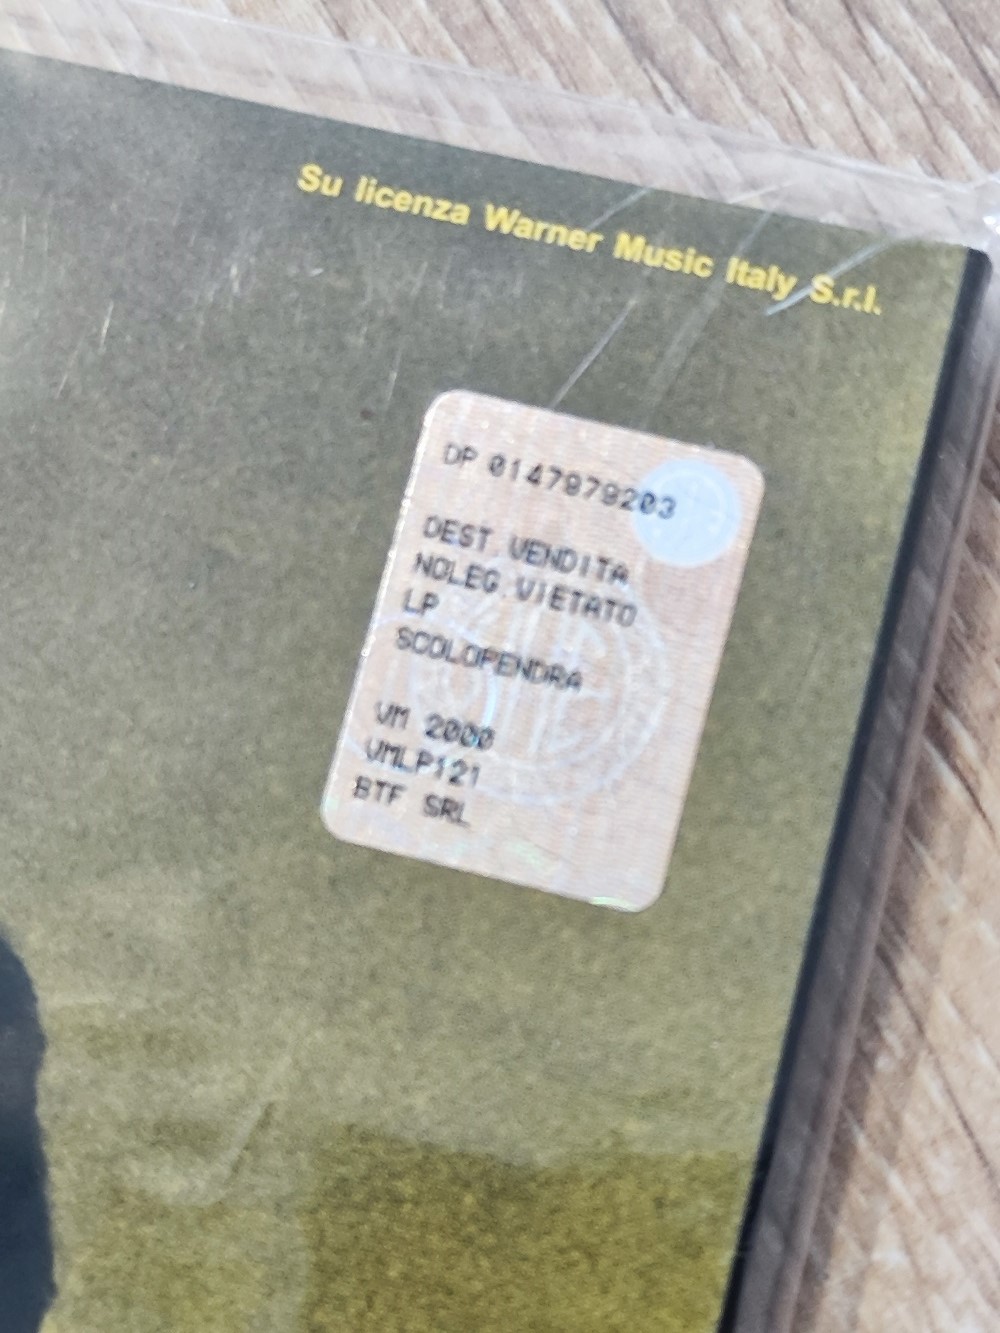 Su licenza Warner Music Italy S.r.l.
DP 0147979203
DEST VENDITA
NOLEG VIETATO
LP
SCOLOPENDRA
VM 2000
VMLP121
BTF SRL